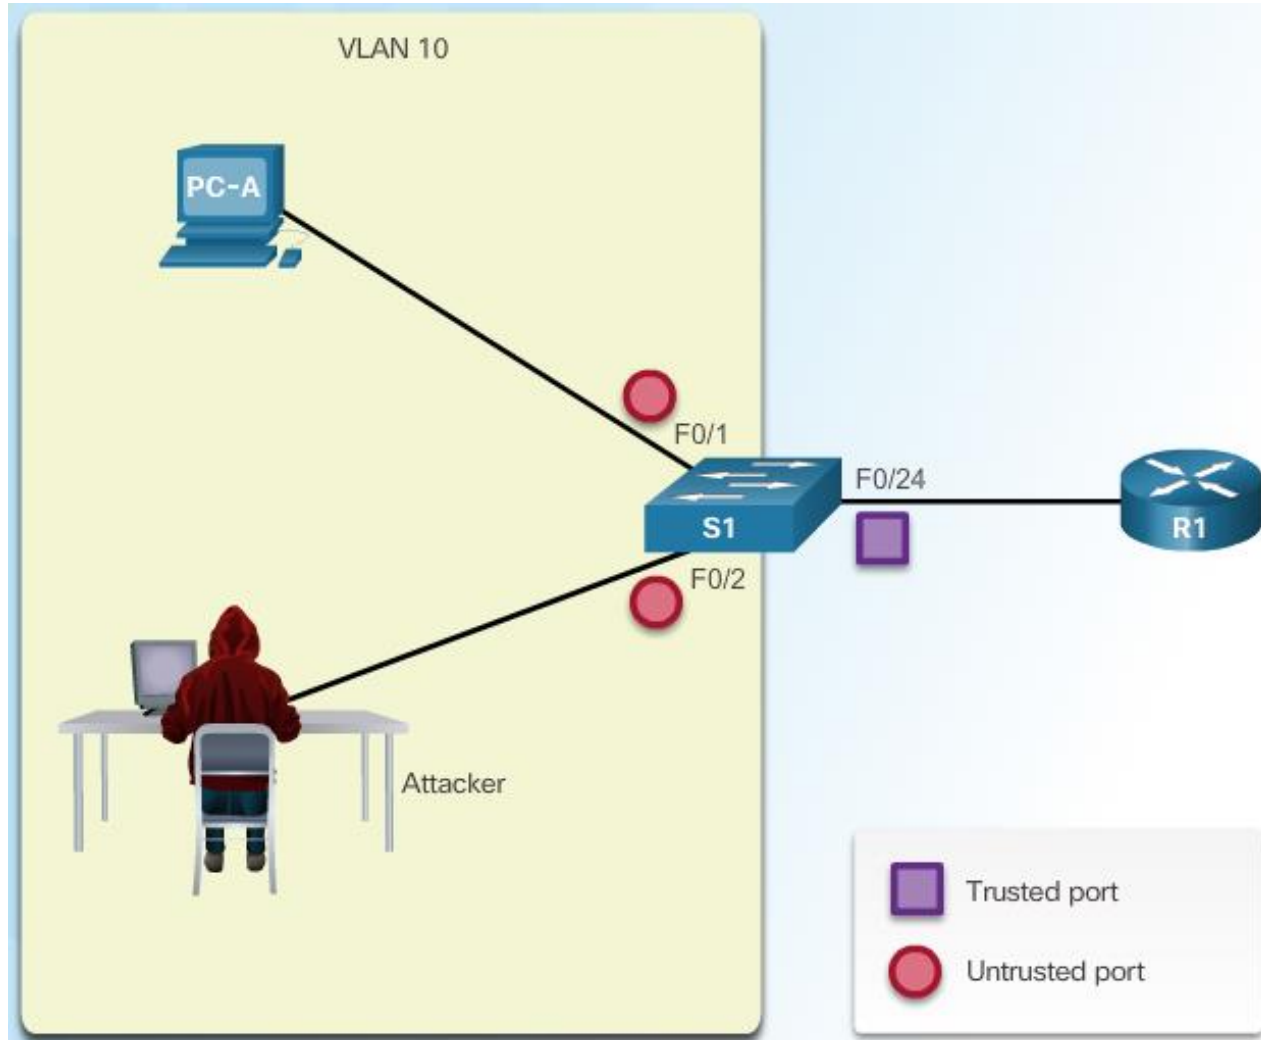 VLAN 10
PC-A
F0/1
F0/24
S1
R1
F0/2
Attacker
Trusted port
Untrusted port